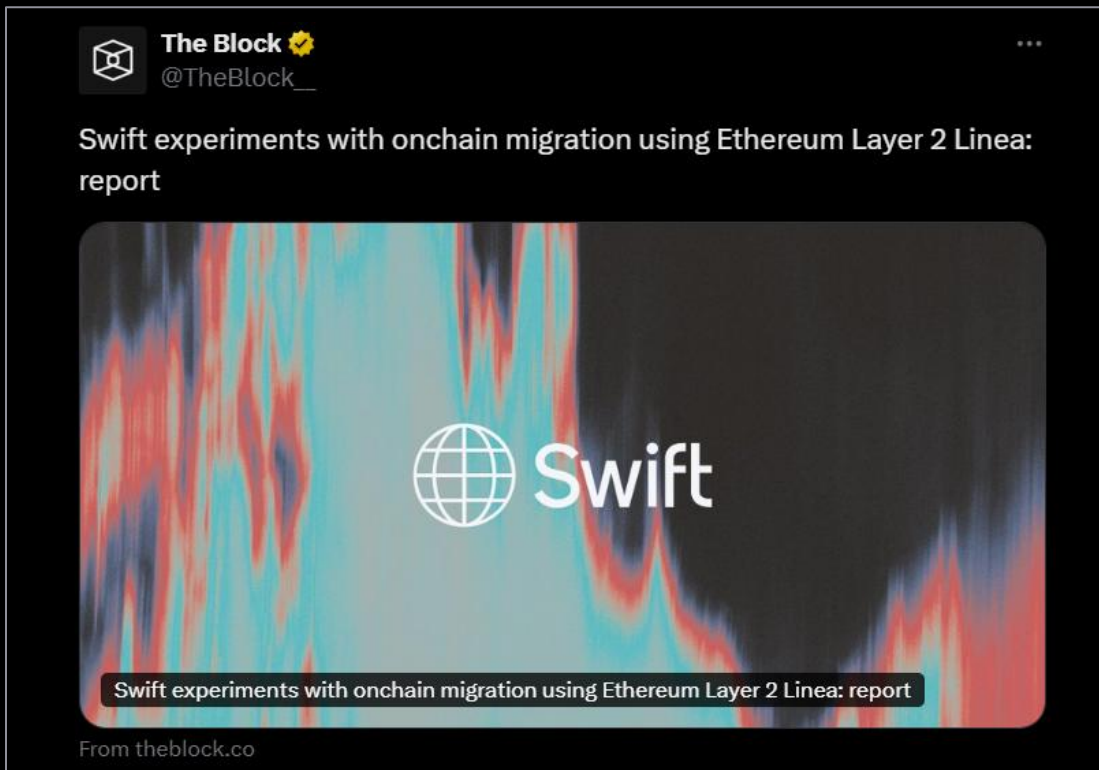 The Block
@TheBlock__
Swift experiments with onchain migration using Ethereum Layer 2 Linea:
report
Swift
Swift experiments with onchain migration using Ethereum Layer 2 Linea: report
From theblock.co